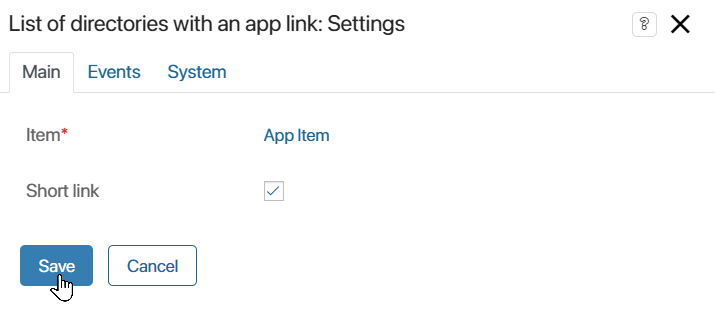 List of directories with an app link: Settings
?
Main Events System
Item* App Item
Short link
Save Cancel